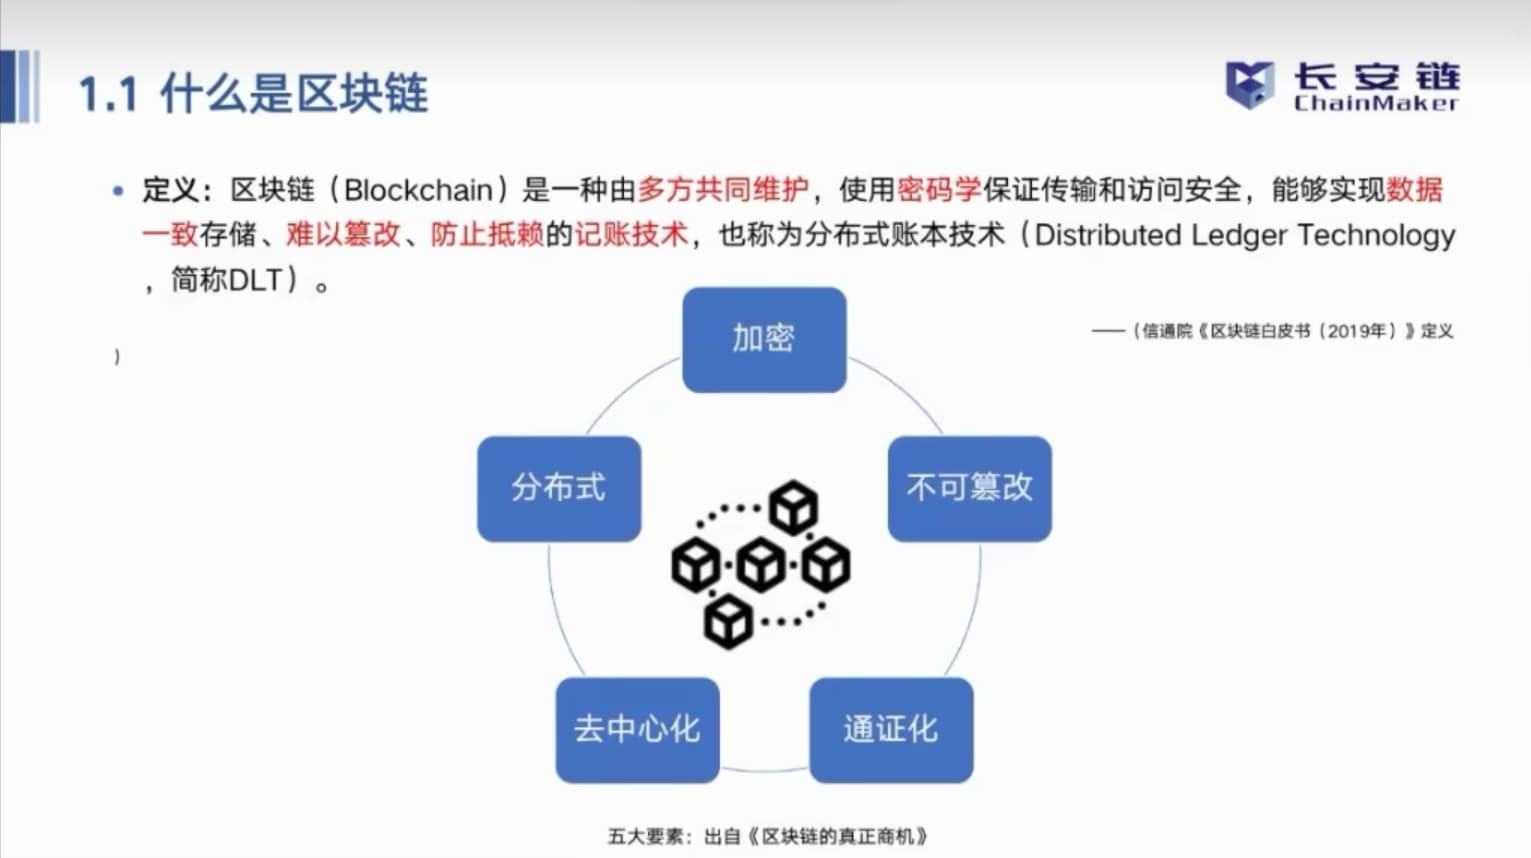 1.1 什么是区块链
长安链
ChainMaker
• 定义：区块链（Blockchain）是一种由多方共同维护，使用密码学保证传输和访问安全，能够实现数据
一致存储、难以篡改、防止抵赖的记账技术，也称为分布式账本技术（Distributed Ledger Technology
，简称DLT）。
——（信通院《区块链白皮书（2019年）》定义
）
加密
分布式
不可篡改
去中心化
通证化
五大要素：出自《区块链的真正商机》